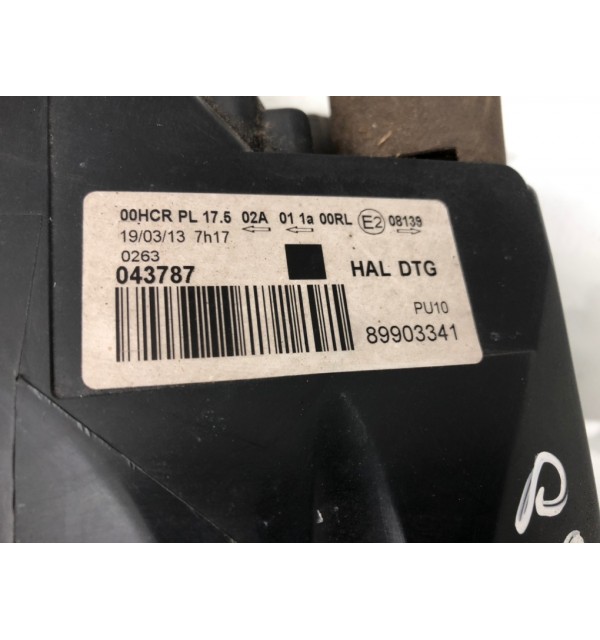 00HCR PL 17.5 02A 01 1a 00RL E2 08139
19/03/13 7h17
0263
043787
HAL DTG
PU10
89903341